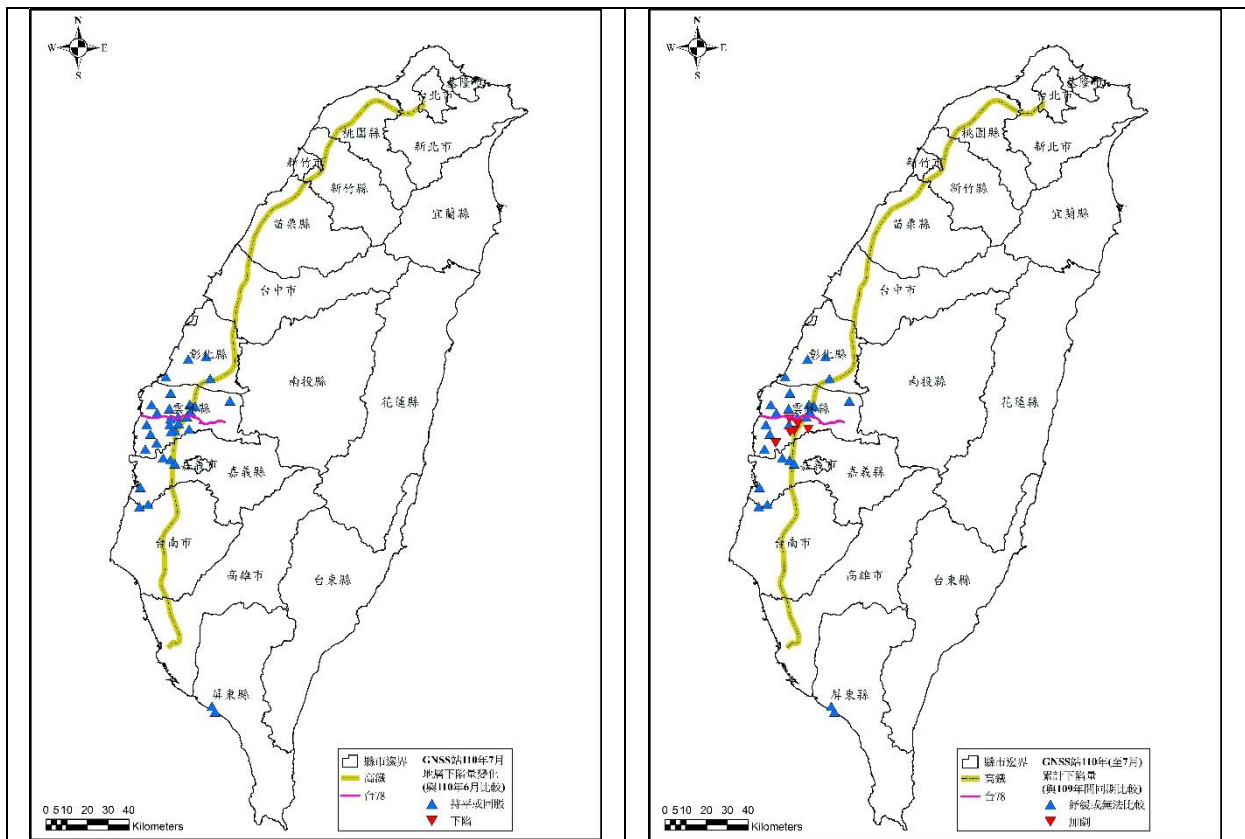 N
W E
S
基隆市
台北市
桃園縣
新北市
新竹市
新竹縣
宜蘭縣
苗栗縣
台中市
彰化縣
南投縣
花蓮縣
雲林縣
嘉義市
嘉義縣
台南市
高雄市
台東縣
屏東縣
縣市邊界
高鐵
台78
GNSS站110年7月
地層下陷量變化
(與110年6月比較)
持平或回脹
下陷
0 5 10 20 30 40
Kilometers
N
W E
S
基隆市
台北市
桃園縣
新北市
新竹市
新竹縣
宜蘭縣
苗栗縣
台中市
彰化縣
南投縣
花蓮縣
雲林縣
嘉義市
嘉義縣
台南市
高雄市
台東縣
屏東縣
縣市邊界
高鐵
台78
GNSS站110年(至7月)
累計下陷量
(與109年同期比較)
舒緩或無法比較
加劇
0 5 10 20 30 40
Kilometers